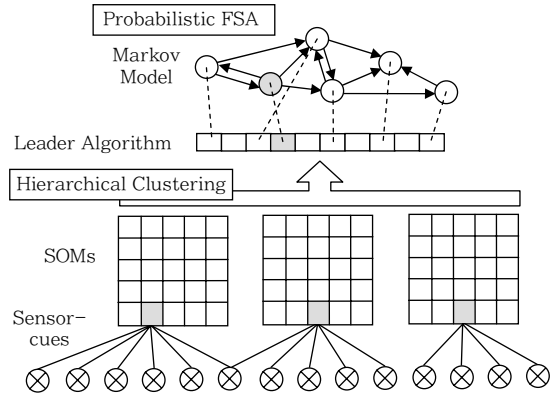 Probabilistic FSA
Markov
Model
Leader Algorithm
Hierarchical Clustering
SOMs
Sensor-
cues